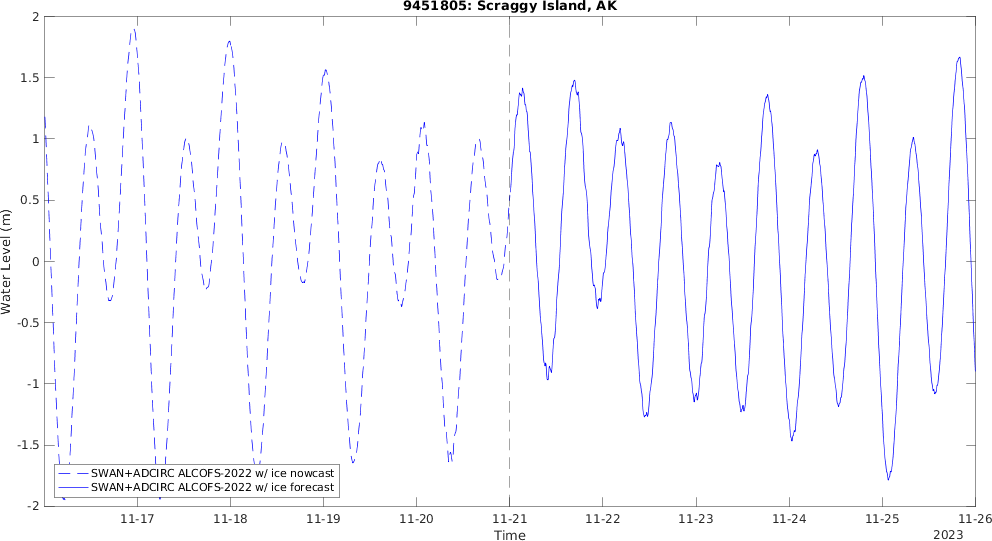 9451805: Scraggy Island, AK
Water Level (m)
2
1.5
1
0.5
0
-0.5
-1
-1.5
-2
SWAN+ADCIRC ALCOFS-2022 w/ ice nowcast
SWAN+ADCIRC ALCOFS-2022 w/ ice forecast
11-17 11-18 11-19 11-20 11-21 11-22 11-23 11-24 11-25 11-26
Time
2023